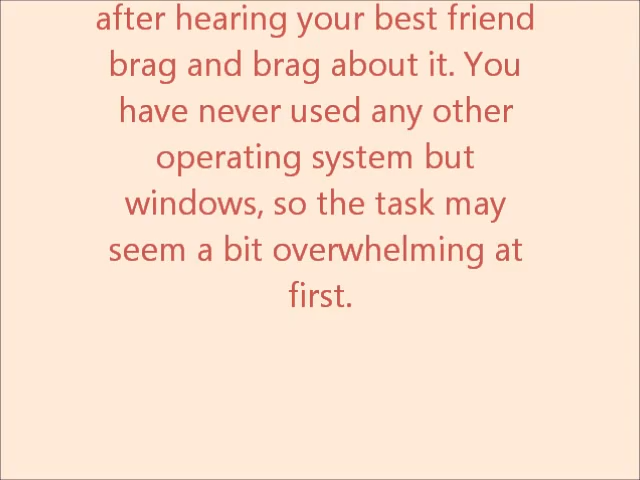 after hearing your best friend
brag and brag about it. You
have never used any other
operating system but
windows, so the task may
seem a bit overwhelming at
first.